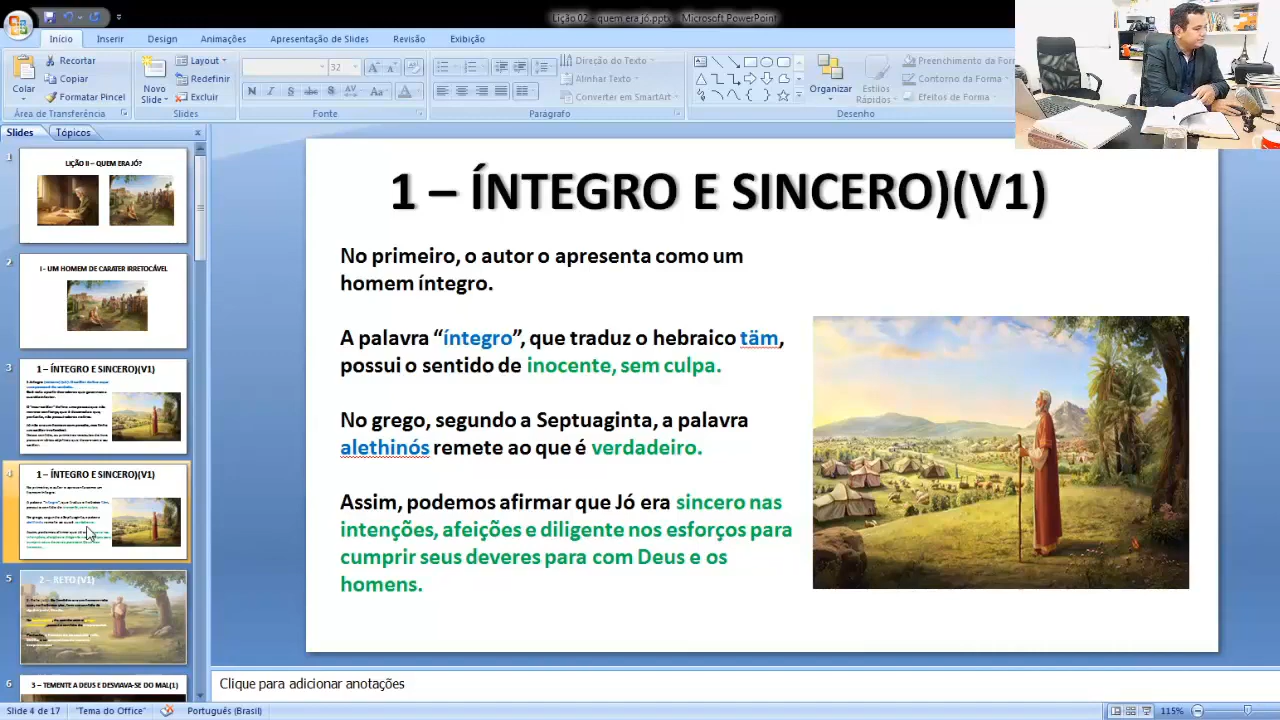 Lição 02 - quem era jó.pptx - Microsoft PowerPoint
Início Inserir Design Animações Apresentação de Slides Revisão Exibição
Colar
Recortar
Copiar
Formatar Pincel
Área de Transferência
Novo
Slide
Layout
Redefinir
Excluir
Slides
32
Fonte
Direção do Texto
Alinhar Texto
Converter em SmartArt
Parágrafo
Organizar
Estilos
Rápidos
Preenchimento da Forma
Contorno da Forma
Efeitos de Forma
Desenho
Slides Tópicos
1
LIÇÃO II – QUEM ERA JÓ?
2
I - UM HOMEM DE CARATER IRRETOCÁVEL
3
1 – ÍNTEGRO E SINCERO)(V1)
4
1 – ÍNTEGRO E SINCERO)(V1)
5
2 – RETO.(V1)
6
3 – TEMENTE A DEUS E DESVIAVA-SE DO MAL(1)
1 – ÍNTEGRO E SINCERO)(V1)
No primeiro, o autor o apresenta como um
homem íntegro.
A palavra “íntegro”, que traduz o hebraico täm,
possui o sentido de inocente, sem culpa.
No grego, segundo a Septuaginta, a palavra
alethinós remete ao que é verdadeiro.
Assim, podemos afirmar que Jó era sincero nas
intenções, afeições e diligente nos esforços para
cumprir seus deveres para com Deus e os
homens.
Clique para adicionar anotações
Slide 4 de 17 "Tema do Office" Português (Brasil) 115%